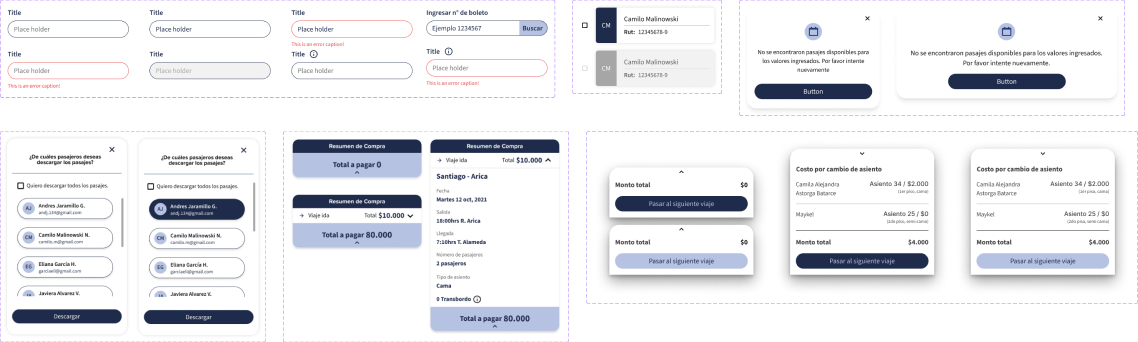 Title
Place holder
Title
Place holder
Title
Place holder
This is an error caption!
Ingresar n° de boleto
Ejemplo 1234567
Buscar
Title
Place holder
This is an error caption!
Title
Place holder
Title
Place holder
Title
Place holder
This is an error caption!
CM
Camilo Malinowski
Rut: 12345678-9
CM
Camilo Malinowski
Rut: 12345678-9
No se encontraron pasajes disponibles para
los valores ingresados. Por favor intente
nuevamente
Button
No se encontraron pasajes disponibles para los valores ingresados.
Por favor intente nuevamente.
Button
¿De cuáles pasajeros deseas
descargar los pasajes?
Quiero descargar todos los pasajes.
AJ
Andres Jaramillo G.
andj.134@gmail.com
CM
Camilo Malinowski N.
camilo.m@gmail.com
EG
Eliana García H.
garciaeli@gmail.com
Javiera Alvarez V.
Descargar
¿De cuáles pasajeros deseas
descargar los pasajes?
Quiero descargar todos los pasajes.
AJ
Andres Jaramillo G.
andj.134@gmail.com
CM
Camilo Malinowski N.
camilo.m@gmail.com
EG
Eliana García H.
garciaeli@gmail.com
Javiera Alvarez V.
Descargar
Resumen de Compra
Total a pagar 0
Resumen de Compra
Viaje ida
Total $10.000
Total a pagar 80.000
Resumen de Compra
Viaje ida
Total $10.000
Santiago - Arica
Fecha
Martes 12 oct, 2021
Salida
18:00hrs R. Arica
Llegada
7:10hrs T. Alameda
Número de pasajeros
2 pasajeros
Tipo de asiento
Cama
0 Transbordo
Total a pagar 80.000
Monto total $0
Pasar al siguiente viaje
Monto total $0
Pasar al siguiente viaje
Costo por cambio de asiento
Camila Alejandra
Astorga Batarce
Asiento 34 / $2.000
(1er piso, cama)
Maykel
Asiento 25 / $0
(2do piso, semi cama)
Monto total $4.000
Pasar al siguiente viaje
Costo por cambio de asiento
Camila Alejandra
Astorga Batarce
Asiento 34 / $2.000
(1er piso, cama)
Maykel
Asiento 25 / $0
(2do piso, semi cama)
Monto total $4.000
Pasar al siguiente viaje